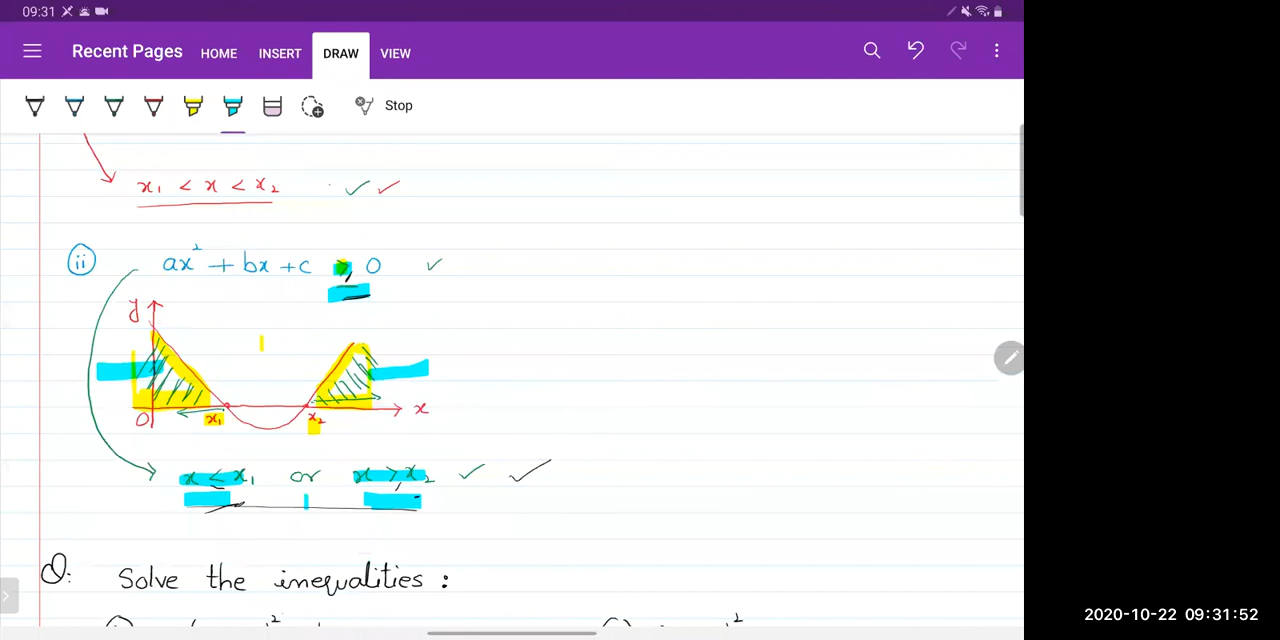 09:31
Recent Pages HOME INSERT DRAW VIEW
Stop
x₁ < x < x₂
ii ax² + bx + c ≥ 0
y
O x₁ x₂ x
x ≤ x₁ or x ≥ x₂
Q: Solve the inequalities :
2020-10-22 09:31:52